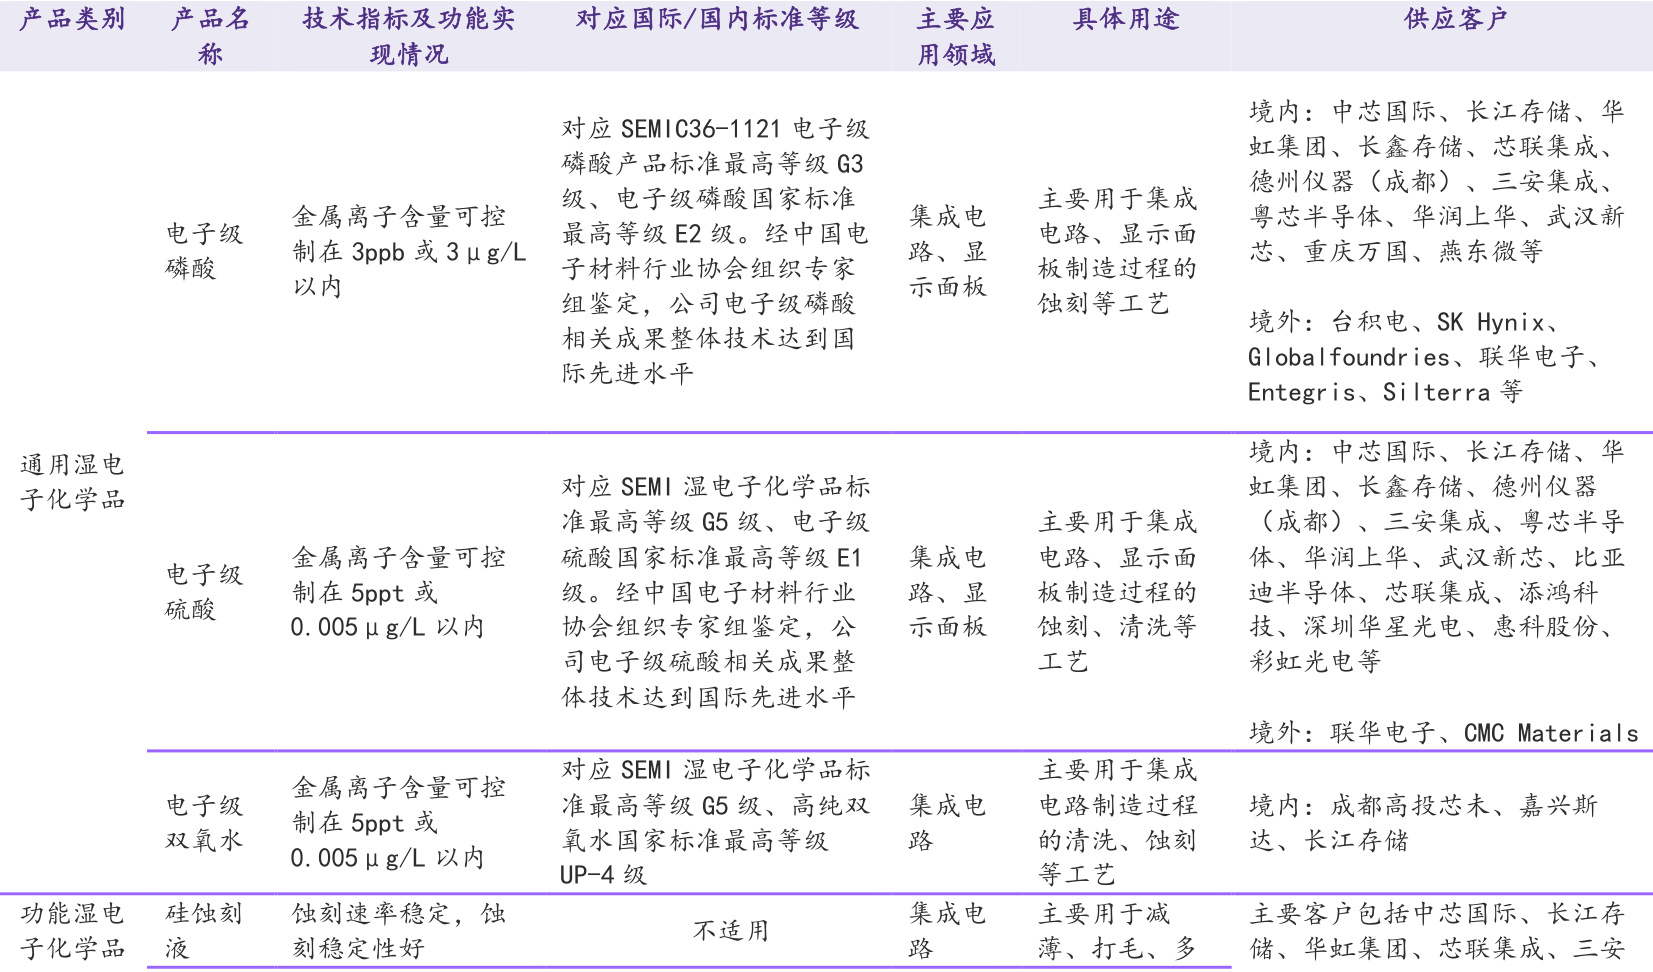 产品类别
产品名
称
技术指标及功能实
现情况
对应国际/国内标准等级
主要应
用领域
具体用途
供应客户
通用湿电
子化学品
电子级
磷酸
金属离子含量可控
制在 3ppb 或 3μg/L
以内
对应 SEMIC36-1121 电子级
磷酸产品标准最高等级 G3
级、电子级磷酸国家标准
最高等级 E2 级。经中国电
子材料行业协会组织专家
组鉴定，公司电子级磷酸
相关成果整体技术达到国
际先进水平
集成电
路、显
示面板
主要用于集成
电路、显示面
板制造过程的
蚀刻等工艺
境内：中芯国际、长江存储、华
虹集团、长鑫存储、芯联集成、
德州仪器（成都）、三安集成、
粤芯半导体、华润上华、武汉新
芯、重庆万国、燕东微等
境外：台积电、SK Hynix、
Globalfoundries、联华电子、
Entegris、Silterra 等
电子级
硫酸
金属离子含量可控
制在 5ppt 或
0.005μg/L 以内
对应 SEMI 湿电子化学品标
准最高等级 G5 级、电子级
硫酸国家标准最高等级 E1
级。经中国电子材料行业
协会组织专家组鉴定，公
司电子级硫酸相关成果整
体技术达到国际先进水平
集成电
路、显
示面板
主要用于集成
电路、显示面
板制造过程的
蚀刻、清洗等
工艺
境内：中芯国际、长江存储、华
虹集团、长鑫存储、德州仪器
（成都）、三安集成、粤芯半导
体、华润上华、武汉新芯、比亚
迪半导体、芯联集成、添鸿科
技、深圳华星光电、惠科股份、
彩虹光电等
境外：联华电子、CMC Materials
电子级
双氧水
金属离子含量可控
制在 5ppt 或
0.005μg/L 以内
对应 SEMI 湿电子化学品标
准最高等级 G5 级、高纯双
氧水国家标准最高等级
UP-4 级
集成电
路
主要用于集成
电路制造过程
的清洗、蚀刻
等工艺
境内：成都高投芯未、嘉兴斯
达、长江存储
功能湿电
子化学品
硅蚀刻
液
蚀刻速率稳定，蚀
刻稳定性好
不适用
集成电
路
主要用于减
薄、打毛、多
主要客户包括中芯国际、长江存
储、华虹集团、芯联集成、三安